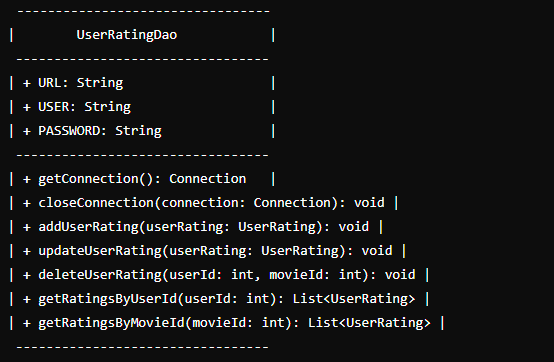 ---------------------------------
|        UserRatingDao            |
---------------------------------
| + URL: String                   |
| + USER: String                  |
| + PASSWORD: String              |
---------------------------------
| + getConnection(): Connection   |
| + closeConnection(connection: Connection): void |
| + addUserRating(userRating: UserRating): void |
| + updateUserRating(userRating: UserRating): void |
| + deleteUserRating(userId: int, movieId: int): void |
| + getRatingsByUserId(userId: int): List<UserRating> |
| + getRatingsByMovieId(movieId: int): List<UserRating> |
---------------------------------